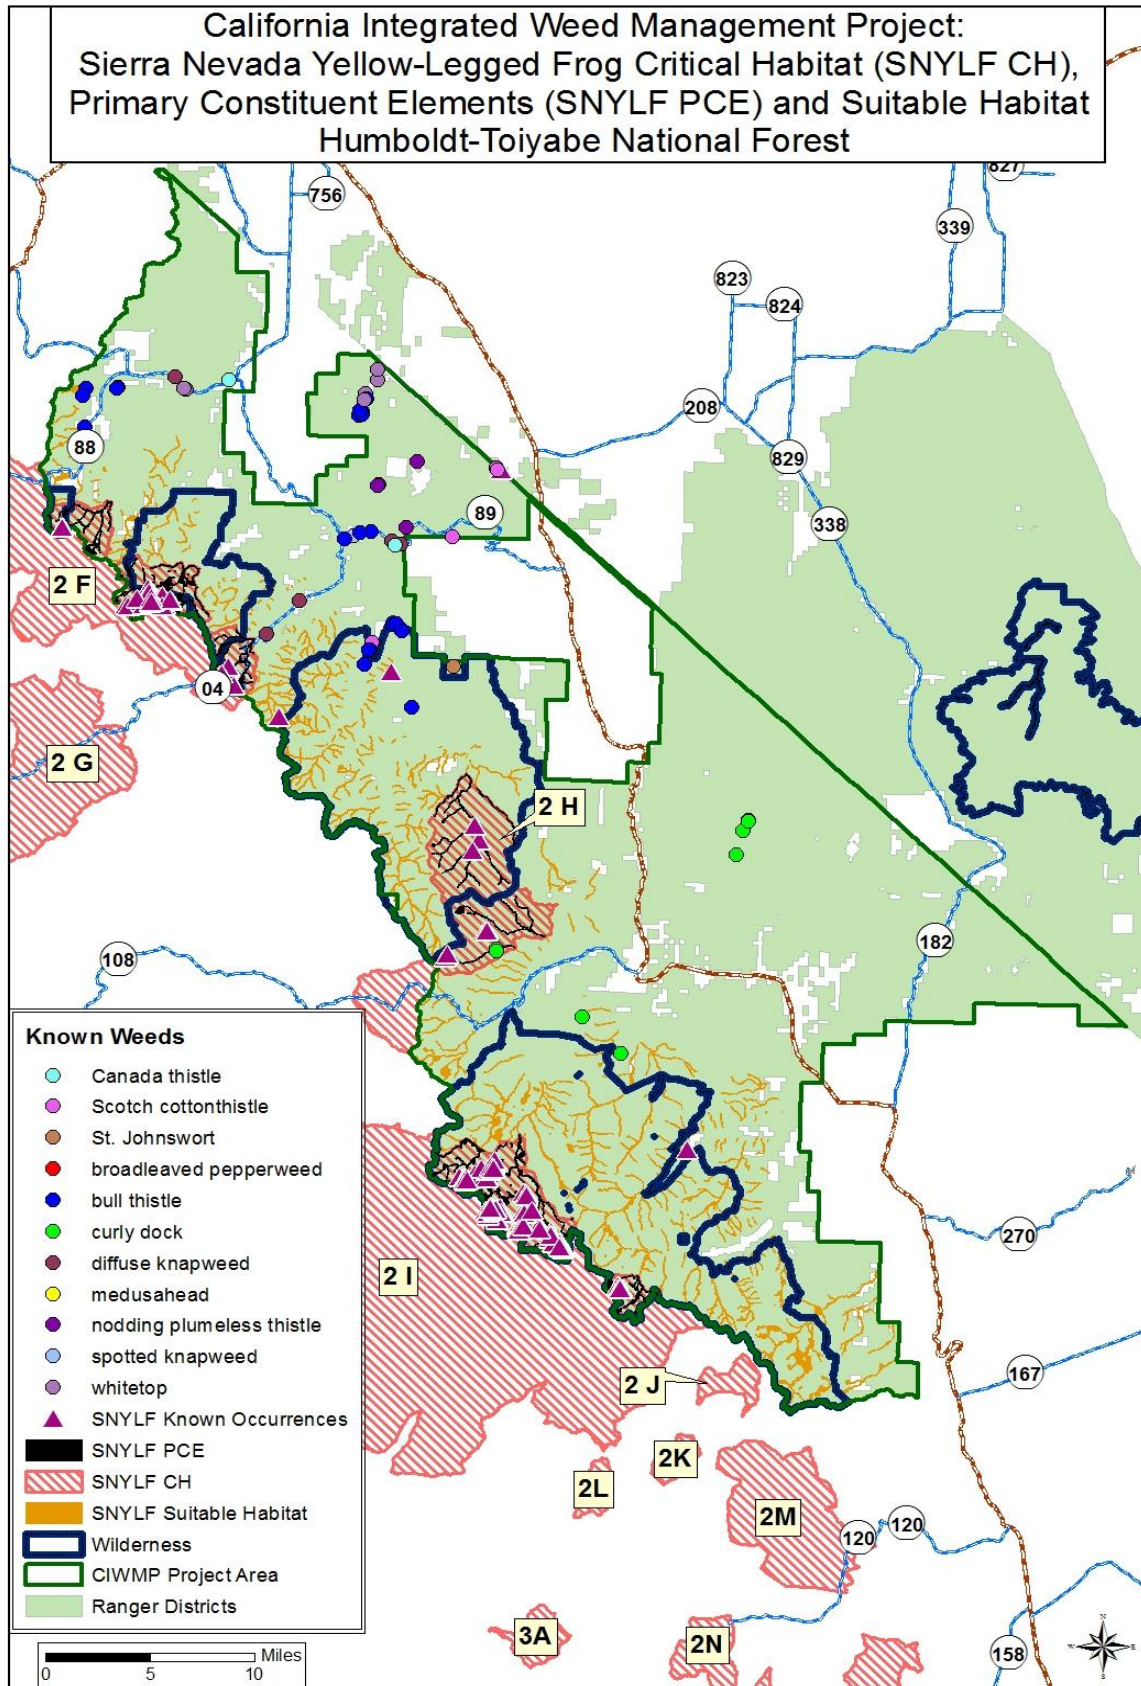 California Integrated Weed Management Project:
Sierra Nevada Yellow-Legged Frog Critical Habitat (SNYLF CH),
Primary Constituent Elements (SNYLF PCE) and Suitable Habitat
Humboldt-Toiyabe National Forest
827
756
339
823
824
208
88
829
89
338
2 F
04
2 G
2 H
182
108
Known Weeds
Canada thistle
Scotch cottonthistle
St. Johnswort
broadleaved pepperweed
bull thistle
curly dock
diffuse knapweed
medusahead
nodding plumeless thistle
spotted knapweed
whitetop
SNYLF Known Occurrences
SNYLF PCE
SNYLF CH
SNYLF Suitable Habitat
Wilderness
CIWMP Project Area
Ranger Districts
270
2 I
167
2 J
2K
2L
2M
120
120
3A
2N
158
N
W
E
S
Miles
0
5
10